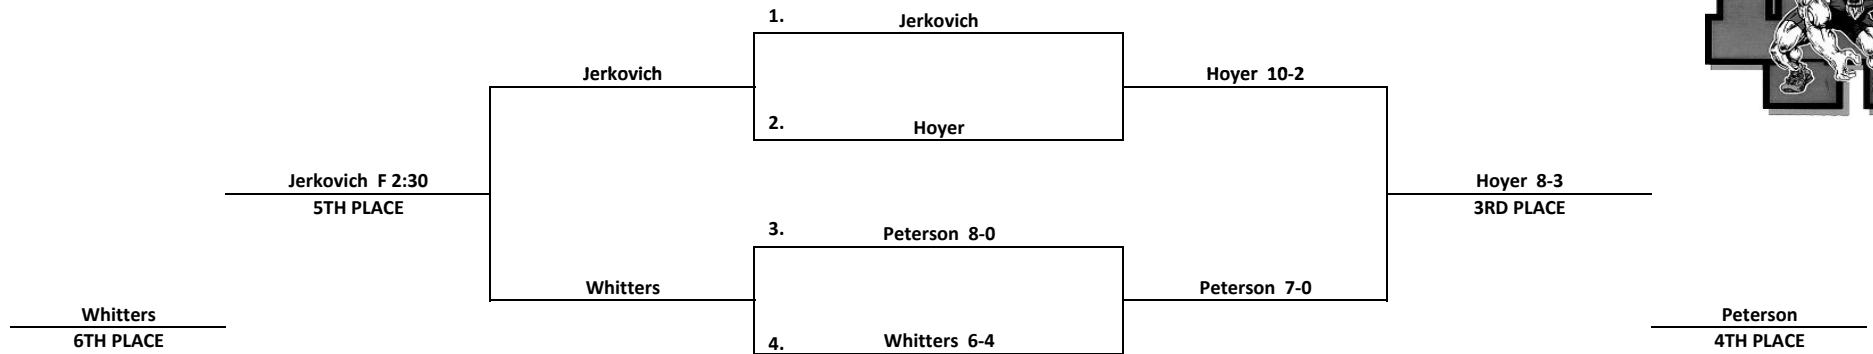 1. Jerkovich
Jerkovich
Hoyer 10-2
2. Hoyer
Jerkovich F 2:30
5TH PLACE
Hoyer 8-3
3RD PLACE
3. Peterson 8-0
Whitters
Peterson 7-0
Whitters
6TH PLACE
4. Whitters 6-4
Peterson
4TH PLACE